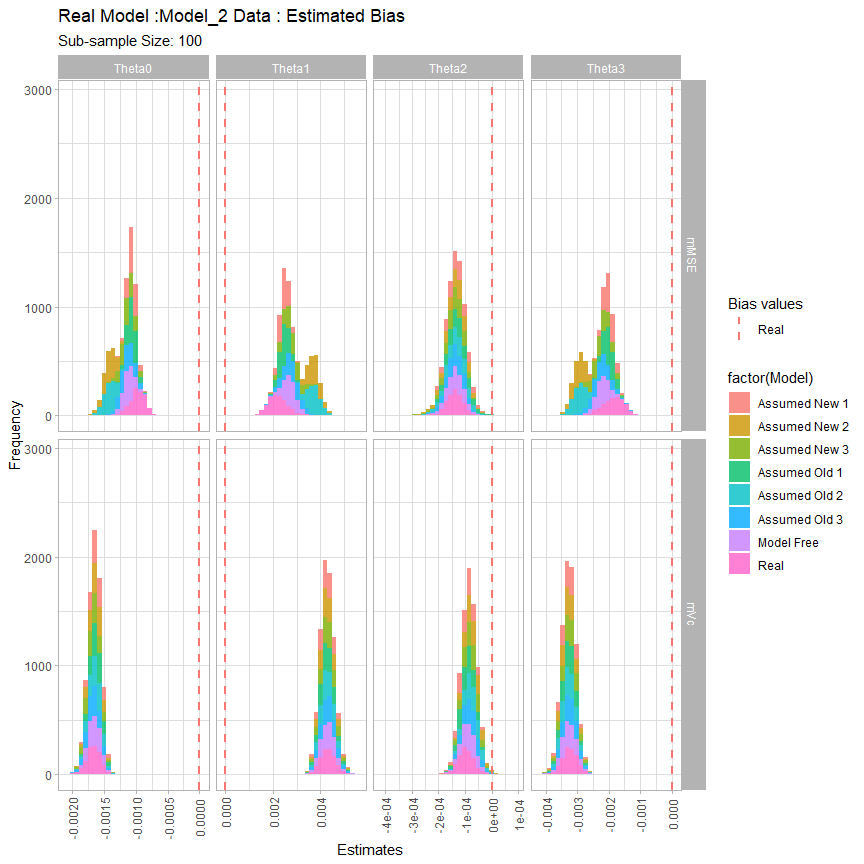 Real Model :Model_2 Data : Estimated Bias
Sub-sample Size: 100
Theta0 Theta1 Theta2 Theta3
3000
2000
1000
0
mMSE
3000
2000
1000
0
mVc
Frequency
-0.0020 -0.0015 -0.0010 -0.0005 0.0000
0.000 0.002 0.004
-4e-04 -2e-04 -1e-04 0e+00 1e-04
-0.004 -0.003 -0.001 0.000
Estimates
Bias values
Real
factor(Model)
Assumed New 1
Assumed New 2
Assumed New 3
Assumed Old 1
Assumed Old 2
Assumed Old 3
Model Free
Real